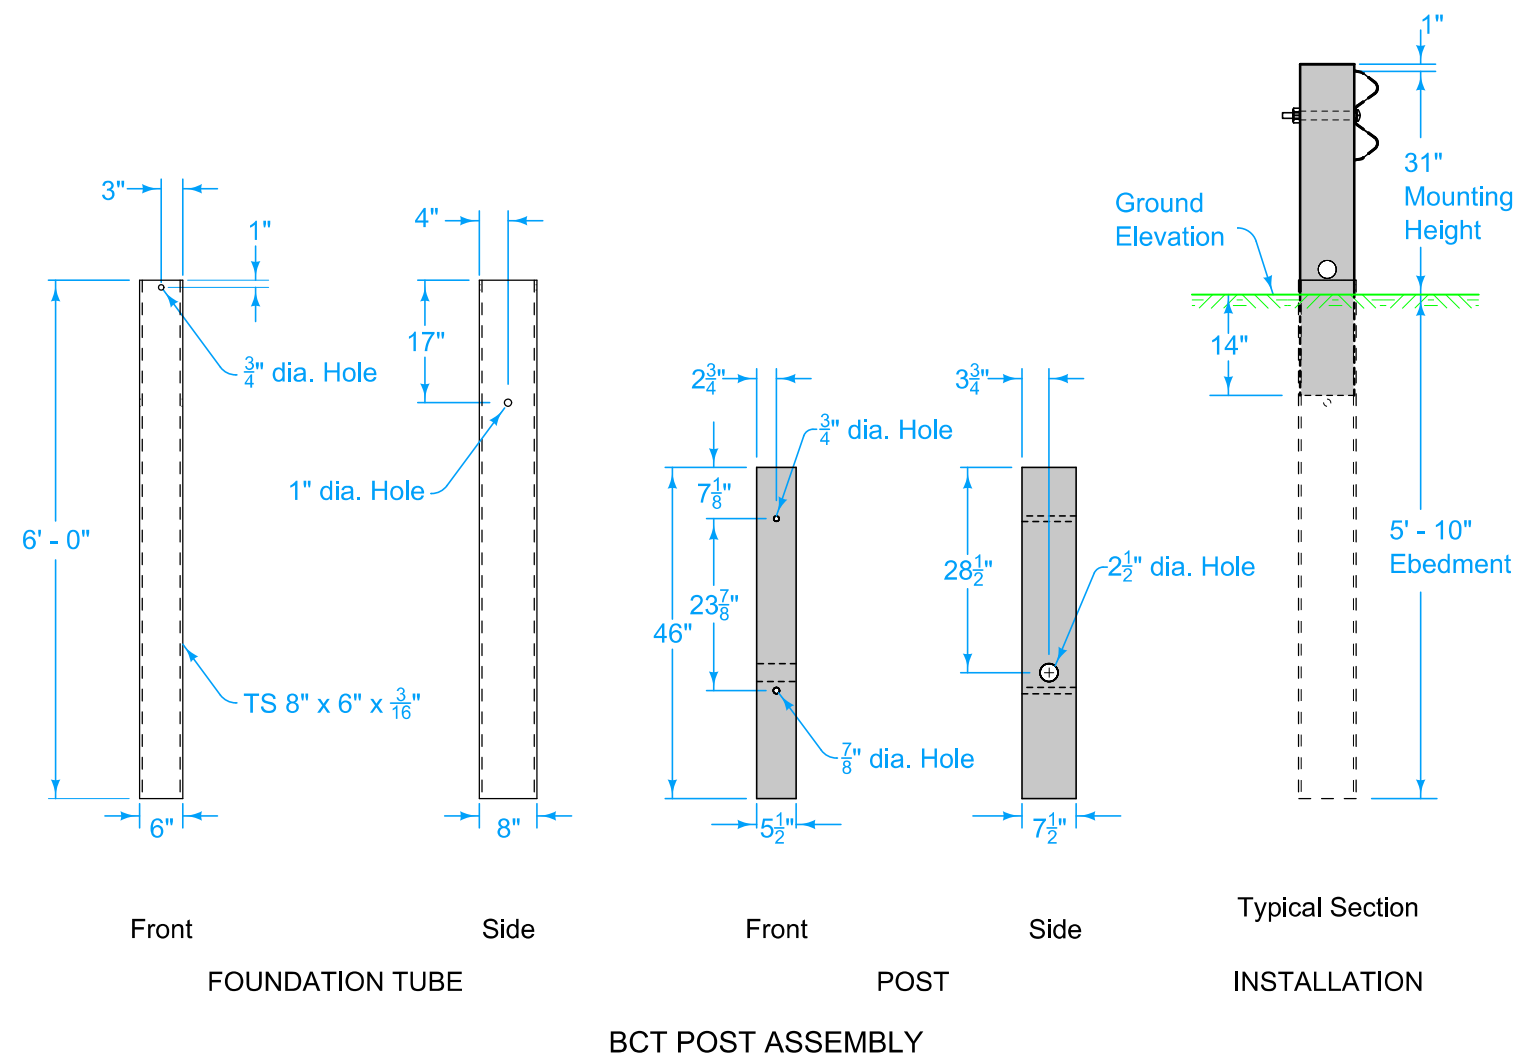 3"
1"
3/4" dia. Hole
6' - 0"
TS 8" x 6" x 3/16"
6"
4"
17"
1" dia. Hole
8"
2 3/4"
3/4" dia. Hole
7 1/8"
23 7/8"
46"
7/8" dia. Hole
5 1/2"
3 3/4"
28 1/2"
2 1/2" dia. Hole
7 1/2"
1"
31"
Mounting
Height
Ground
Elevation
14"
5' - 10"
Ebedment
Front
Side
Front
Side
Typical Section
FOUNDATION TUBE
POST
INSTALLATION
BCT POST ASSEMBLY